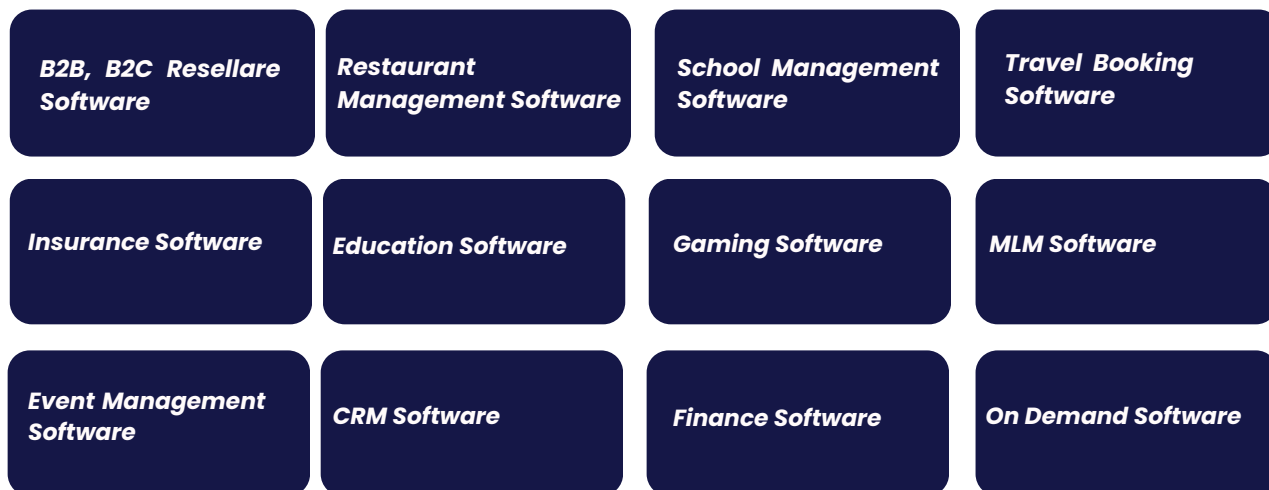 B2B, B2C Resellare
Software
Restaurant
Management Software
School Management
Software
Travel Booking
Software
Insurance Software
Education Software
Gaming Software
MLM Software
Event Management
Software
CRM Software
Finance Software
On Demand Software